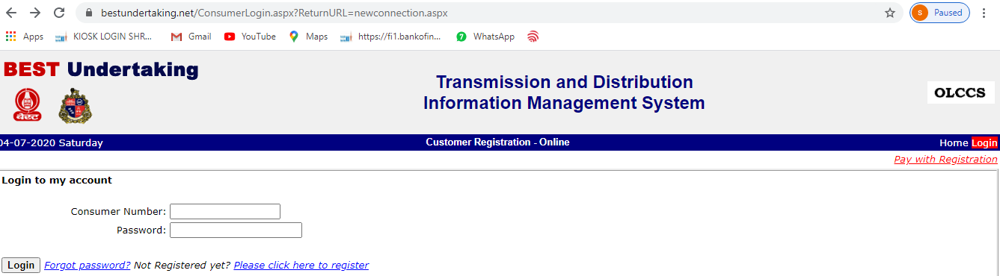 bestundertaking.net/ConsumerLogin.aspx?ReturnURL=newconnection.aspx
S Paused
Apps KIOSK LOGIN SHR... Gmail YouTube Maps https://fi1.bankofin... 7 WhatsApp
BEST Undertaking
बेस्ट
Transmission and Distribution
Information Management System
OLCCS
04-07-2020 Saturday Customer Registration - Online Home Login
Pay with Registration
Login to my account
Consumer Number:
Password:
Login Forgot password? Not Registered yet? Please click here to register